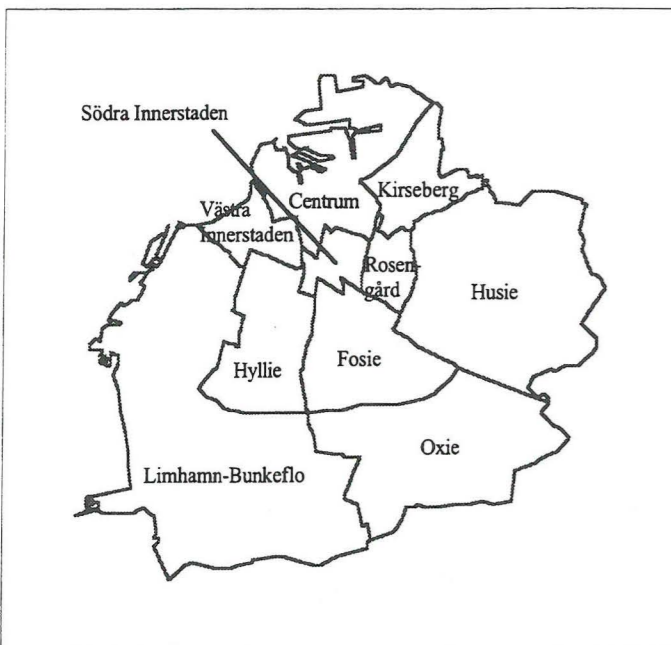 Södra Innerstaden
Kirseberg
Centrum
Västra
Innerstaden
Rosen-
gård
Husie
Hyllie
Fosie
Oxie
Limhamn-Bunkeflo